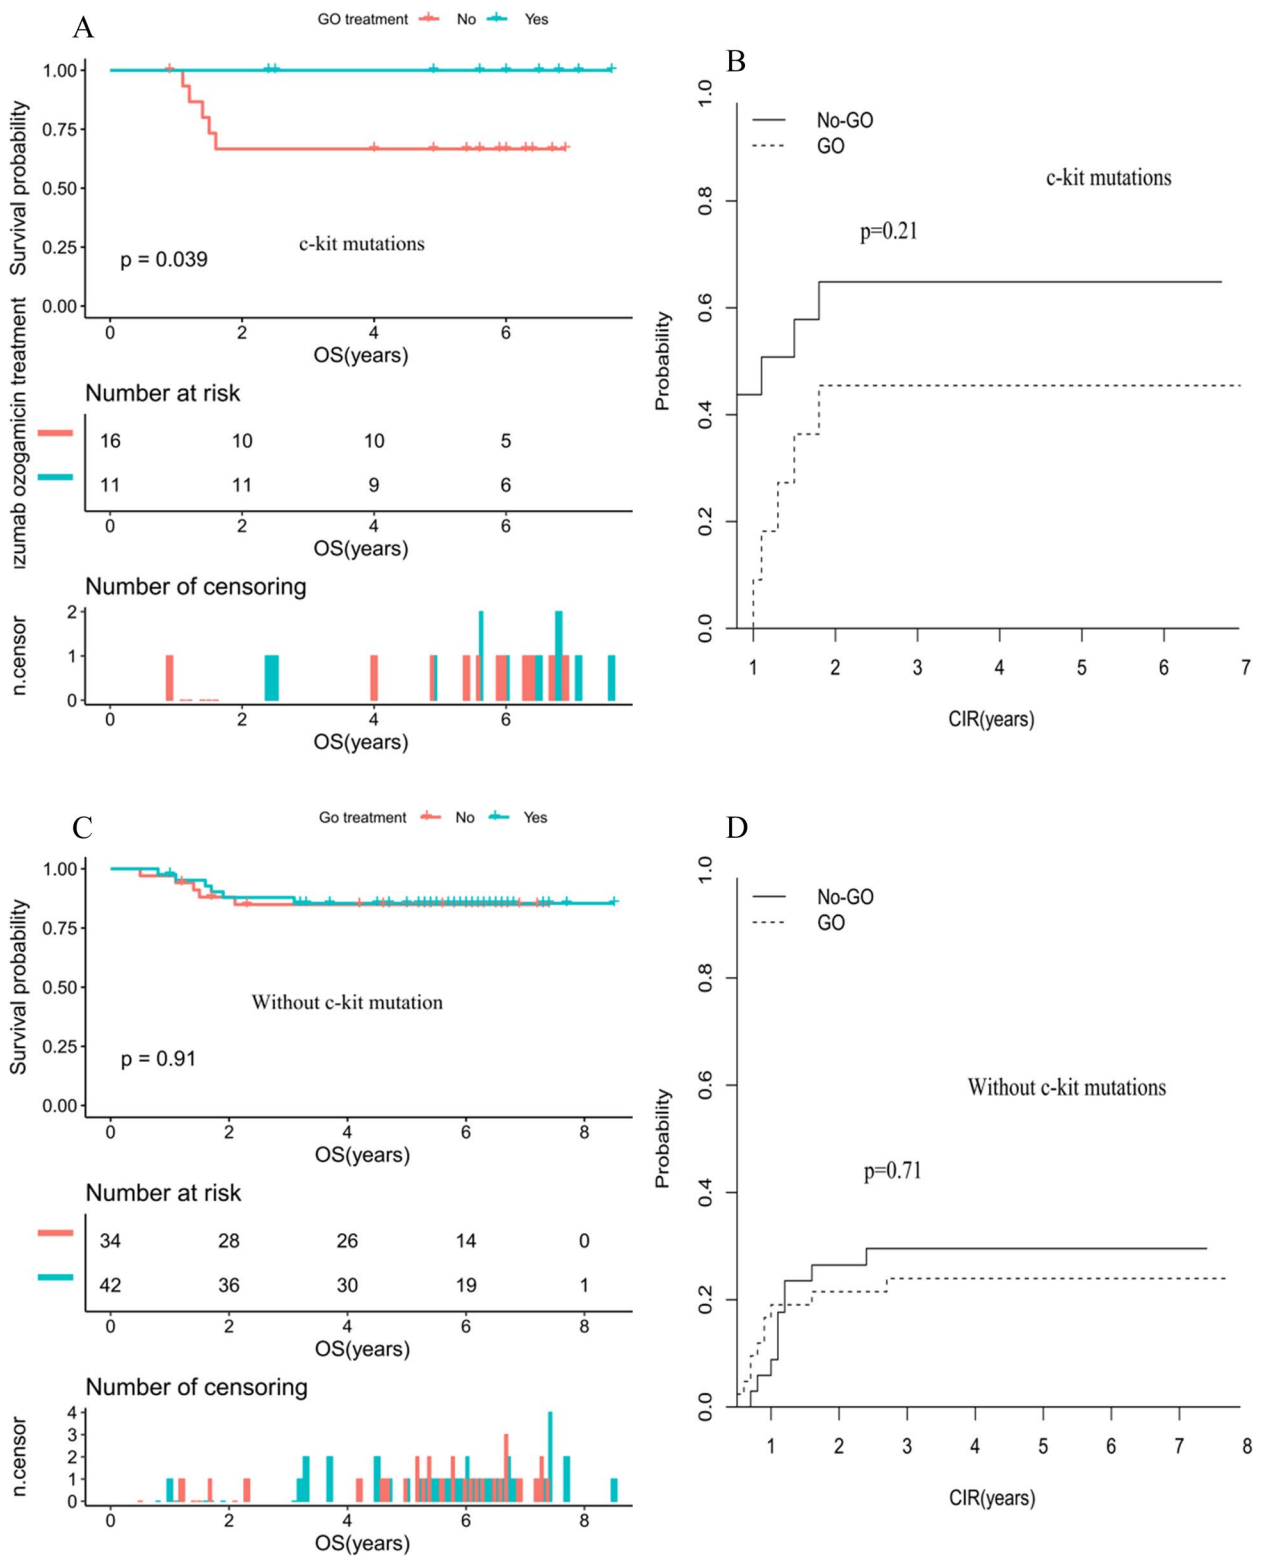 A
GO treatment No Yes
Survival probability
1.00
0.75
0.50
0.25
0.00
c-kit mutations
p = 0.039
0 2 4 6
OS(years)
izumab ozogamicin treatment
Number at risk
16 10 10 5
11 11 9 6
0 2 4 6
OS(years)
Number of censoring
n.censor
2
1
0
0 2 4 6
OS(years)
B
No-GO
GO
c-kit mutations
p=0.21
Probability
1.0
0.8
0.6
0.4
0.2
0.0
1 2 3 4 5 6 7
CIR(years)
C
Go treatment No Yes
Survival probability
1.00
0.75
0.50
0.25
0.00
Without c-kit mutation
p = 0.91
0 2 4 6 8
OS(years)
Number at risk
34 28 26 14 0
42 36 30 19 1
0 2 4 6 8
OS(years)
Number of censoring
n.censor
4
3
2
1
0
0 2 4 6 8
OS(years)
D
No-GO
GO
Without c-kit mutations
p=0.71
Probability
1.0
0.8
0.6
0.4
0.2
0.0
1 2 3 4 5 6 7 8
CIR(years)